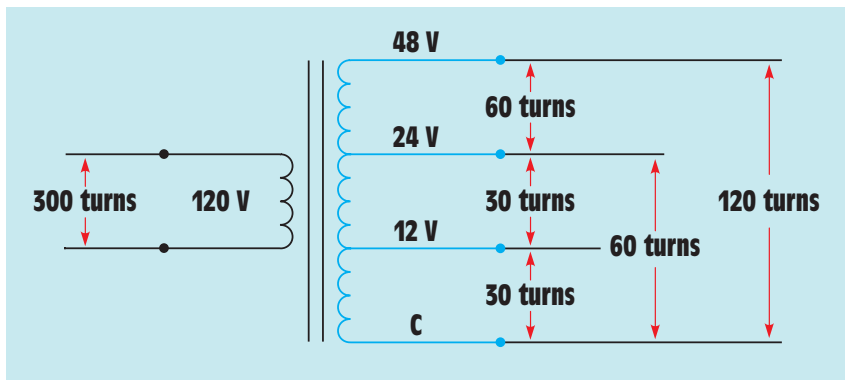 48 V
60 turns
24 V
300 turns
120 V
30 turns
120 turns
12 V
60 turns
30 turns
C